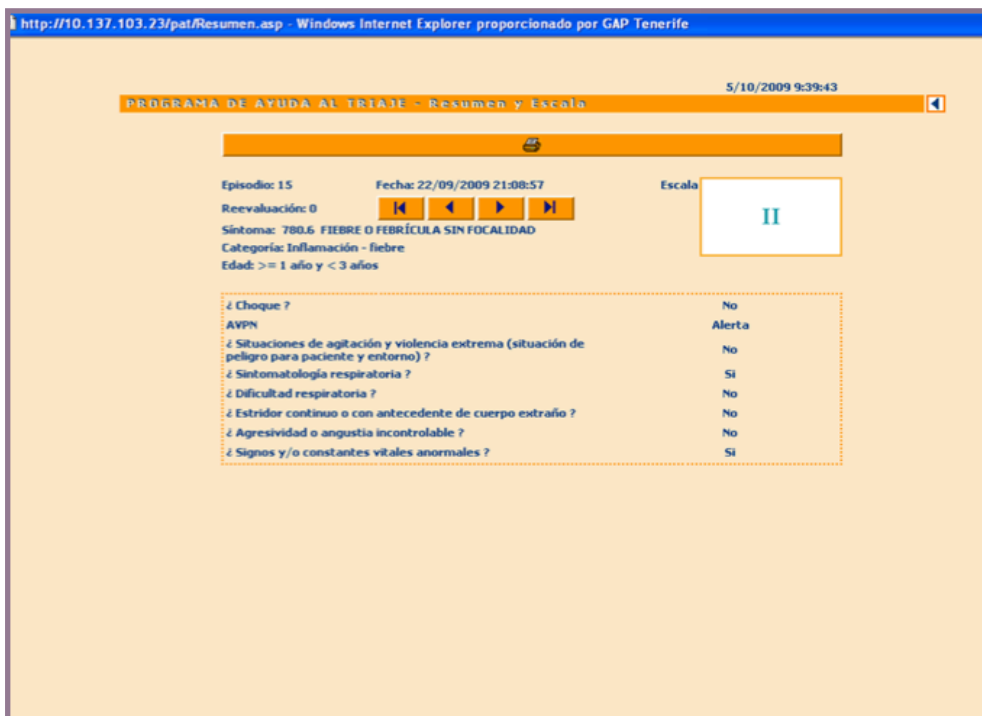 http://10.137.103.23/pat/Resumen.asp - Windows Internet Explorer proporcionado por GAP Tenerife
5/10/2009 9:39:43
PROGRAMA DE AYUDA AL TRIAJE - Resumen y Escala
Episodio: 15 Fecha: 22/09/2009 21:08:57 Escala
II
Reevaluación: 0
Síntoma: 780.6 FIEBRE O FEBRÍCULA SIN FOCALIDAD
Categoría: Inflamación - fiebre
Edad: >= 1 año y < 3 años
¿ Choque ? No
AVPN Alerta
¿ Situaciones de agitación y violencia extrema (situación de
peligro para paciente y entorno) ? No
¿ Sintomatología respiratoria ? Si
¿ Dificultad respiratoria ? No
¿ Estridor continuo o con antecedente de cuerpo extraño ? No
¿ Agresividad o angustia incontrolable ? No
¿ Signos y/o constantes vitales anormales ? Si